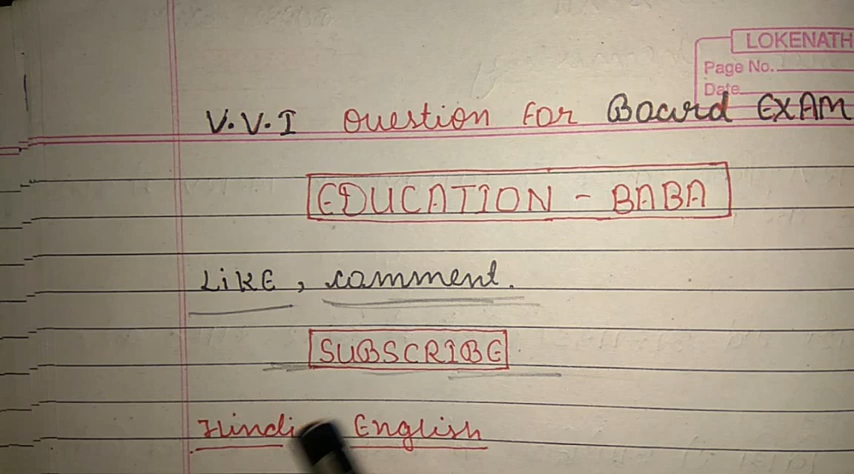 LOKENATH
Page No.
Date
V.V.I Question For Board EXAM
EDUCATION - BABA
LiKE, comment.
SUBSCRIBE
Hindi English